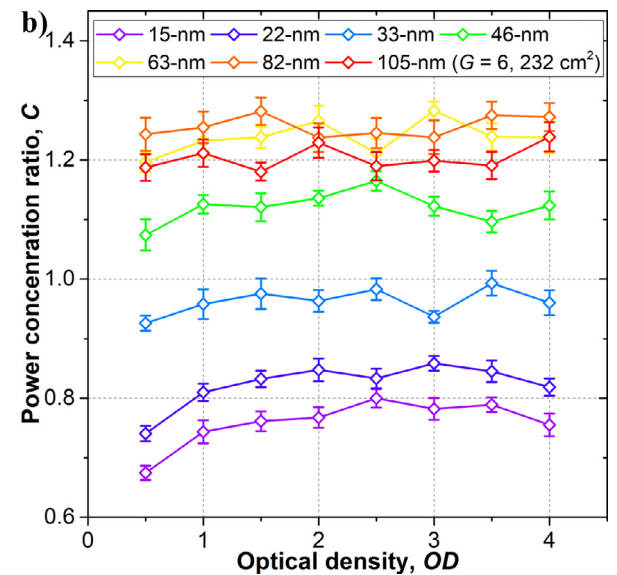 b)
1.4
15-nm 22-nm 33-nm 46-nm
63-nm 82-nm 105-nm (G = 6, 232 cm²)
1.2
1.0
0.8
0.6
Power concenration ratio, C
0 1 2 3 4
Optical density, OD